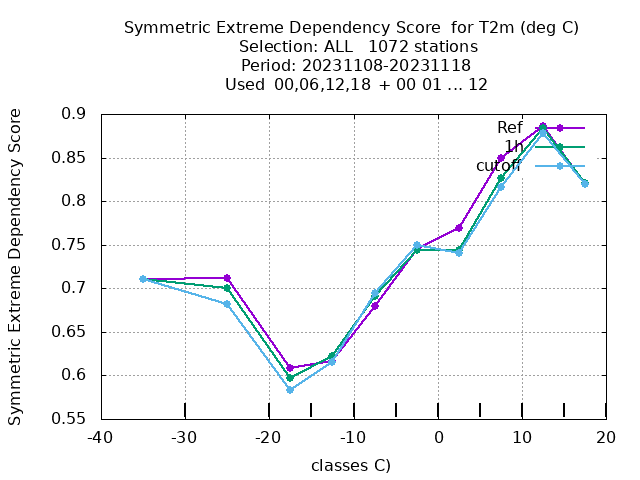 Symmetric Extreme Dependency Score  for T2m (deg C)
Selection: ALL   1072 stations
Period: 20231108-20231118
Used  00,06,12,18 + 00 01 ... 12
Symmetric Extreme Dependency Score
0.9
0.85
0.8
0.75
0.7
0.65
0.6
0.55
Ref
1h
cutoff
-40
-30
-20
-10
0
10
20
classes C)